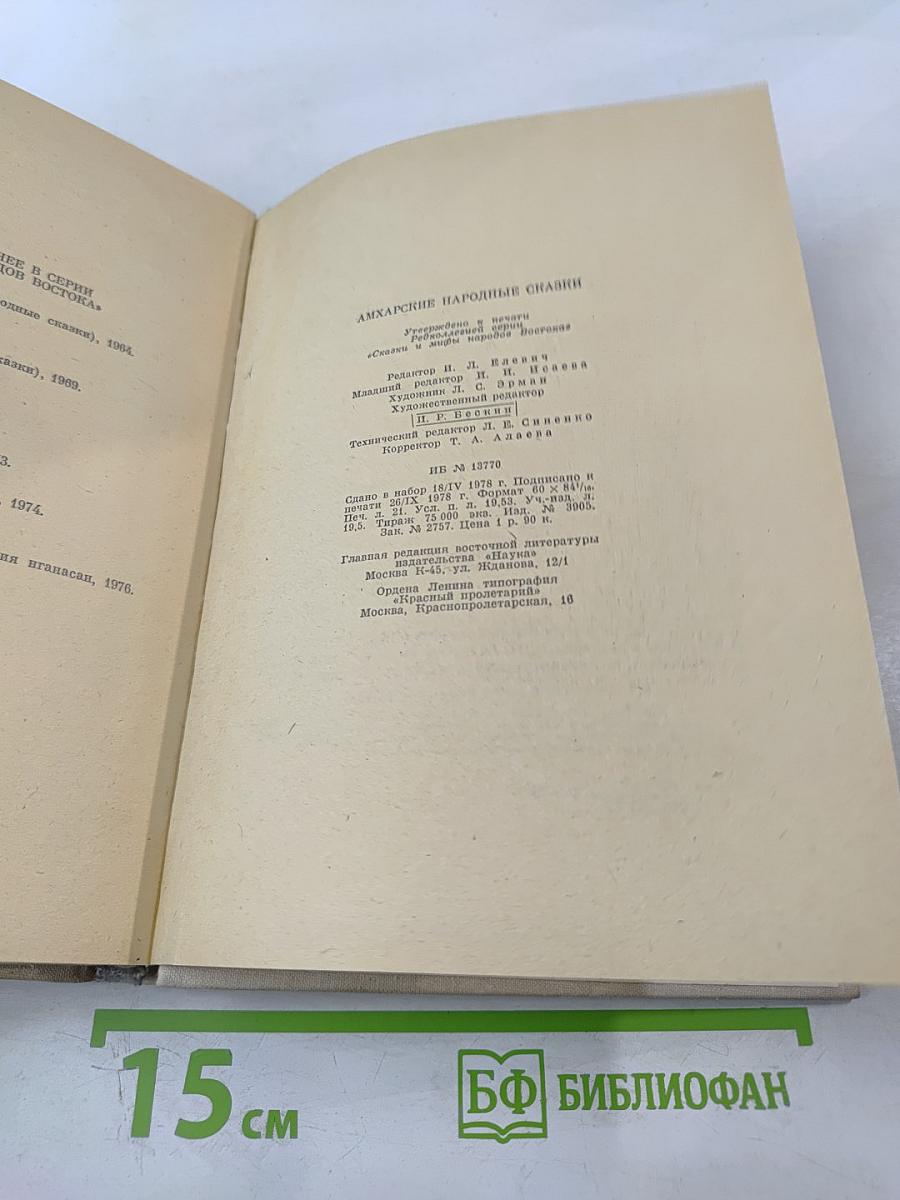 НЕЕ В СЕРИИ
ДОВ ВОСТОКА»
одные сказки), 1964.
казки), 1969.
3.
, 1974.
ия нганасан, 1976.
АМХАРСКИЕ НАРОДНЫЕ СКАЗКИ
Утверждено к печати
Редколлегией серии
«Сказки и мифы народов Востока»
Редактор И. Л. Елевич
Младший редактор И. И. Исаева
Художник Л. С. Эрман
Художественный редактор
И. Р. Бескин
Технический редактор Л. Е. Синенко
Корректор Т. А. Алаева
ИБ № 13770
Сдано в набор 18/IV 1978 г. Подписано к
печати 26/IX 1978 г. Формат 60 × 84¹/₁₆.
Печ. л. 21. Усл. п. л. 19,53. Уч.-изд. л.
19,5. Тираж 75 000 экз. Изд. № 3905.
Зак. № 2757. Цена 1 р. 90 к.
Главная редакция восточной литературы
издательства «Наука»
Москва К-45, ул. Жданова, 12/1
Ордена Ленина типография
«Красный пролетарий»
Москва, Краснопролетарская, 16
15 см
БФ БИБЛИОФАН